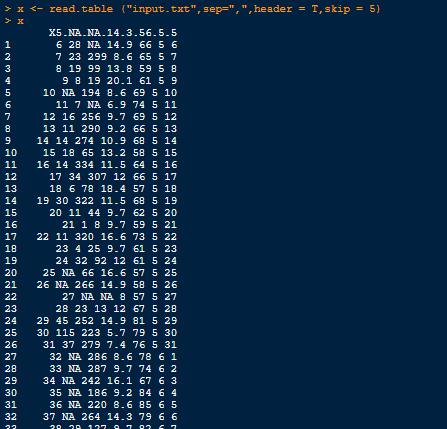 > x <- read.table ("input.txt",sep=",",header = T,skip = 5)
> x
X5.NA.NA.14.3.56.5.5
1 6 28 NA 14.9 66 5 6
2 7 23 299 8.6 65 5 7
3 8 19 99 13.8 59 5 8
4 9 8 19 20.1 61 5 9
5 10 NA 194 8.6 69 5 10
6 11 7 NA 6.9 74 5 11
7 12 16 256 9.7 69 5 12
8 13 11 290 9.2 66 5 13
9 14 14 274 10.9 68 5 14
10 15 18 65 13.2 58 5 15
11 16 14 334 11.5 64 5 16
12 17 34 307 12 66 5 17
13 18 6 78 18.4 57 5 18
14 19 30 322 11.5 68 5 19
15 20 11 44 9.7 62 5 20
16 21 1 8 9.7 59 5 21
17 22 11 320 16.6 73 5 22
18 23 4 25 9.7 61 5 23
19 24 32 92 12 61 5 24
20 25 NA 66 16.6 57 5 25
21 26 NA 266 14.9 58 5 26
22 27 NA NA 8 57 5 27
23 28 23 13 12 67 5 28
24 29 45 252 14.9 81 5 29
25 30 115 223 5.7 79 5 30
26 31 37 279 7.4 76 5 31
27 32 NA 286 8.6 78 6 1
28 33 NA 287 9.7 74 6 2
29 34 NA 242 16.1 67 6 3
30 35 NA 186 9.2 84 6 4
31 36 NA 220 8.6 85 6 5
32 37 NA 264 14.3 79 6 6
33 38 29 127 9.7 82 6 7